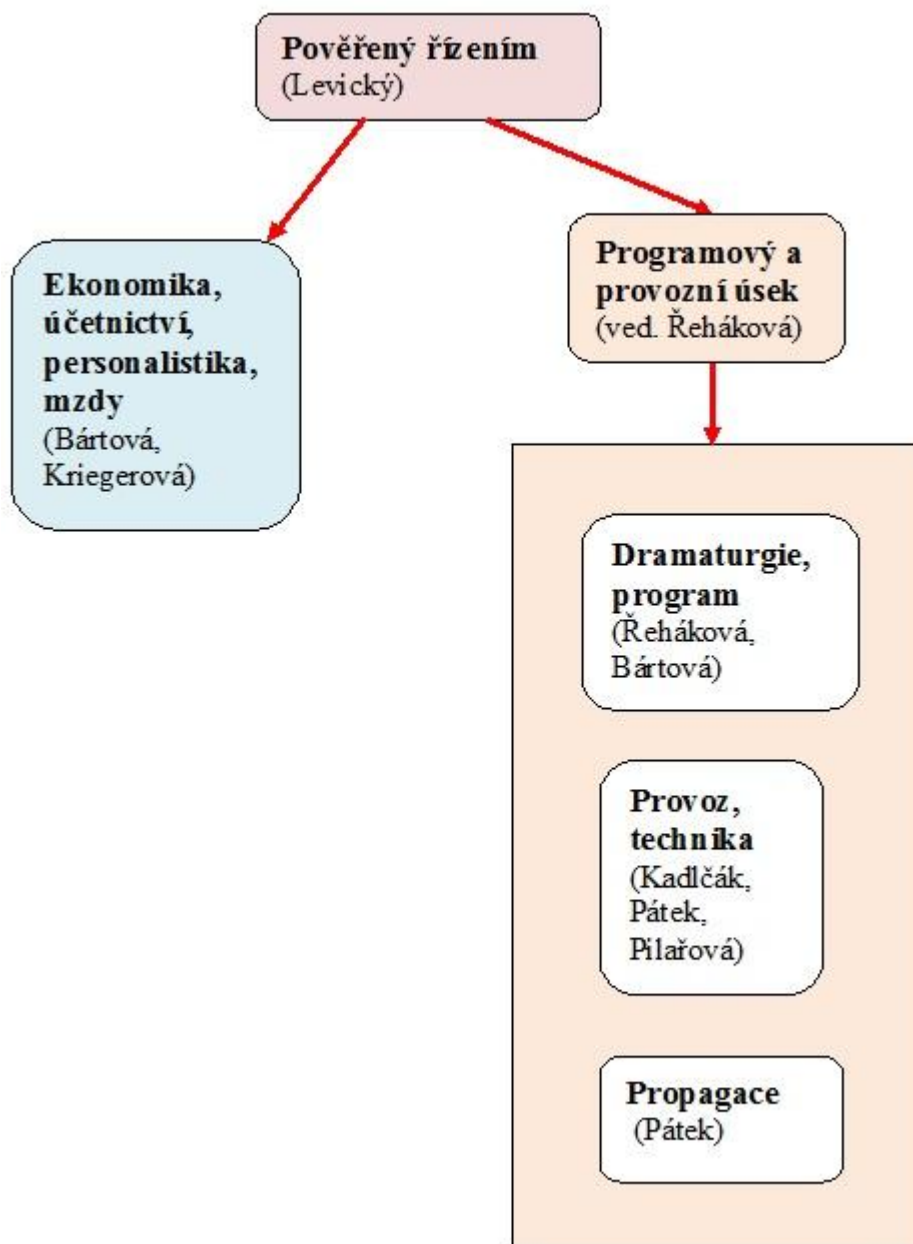 Pověřený řízením
(Levický)
Ekonomika,
účetnictví,
personalistika,
mzdy
(Bártová,
Kriegerová)
Programový a
provozní úsek
(ved. Řeháková)
Dramaturgie,
program
(Řeháková,
Bártová)
Provoz,
technika
(Kadlčák,
Pátek,
Pilařová)
Propagace
(Pátek)